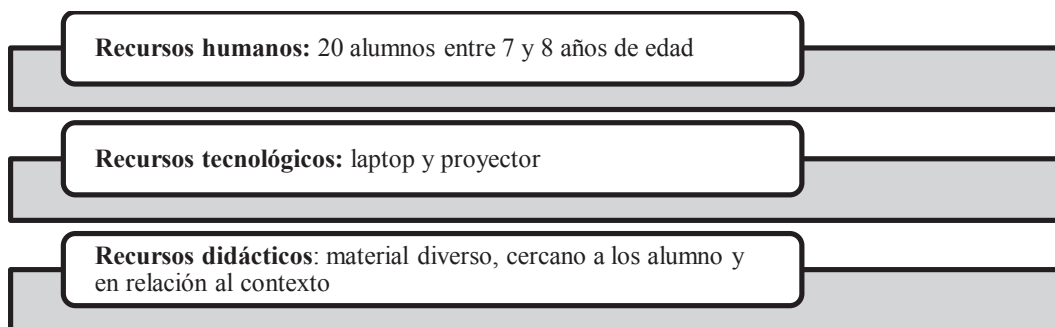 Recursos humanos: 20 alumnos entre 7 y 8 años de edad
Recursos tecnológicos: laptop y proyector
Recursos didácticos: material diverso, cercano a los alumno y
en relación al contexto